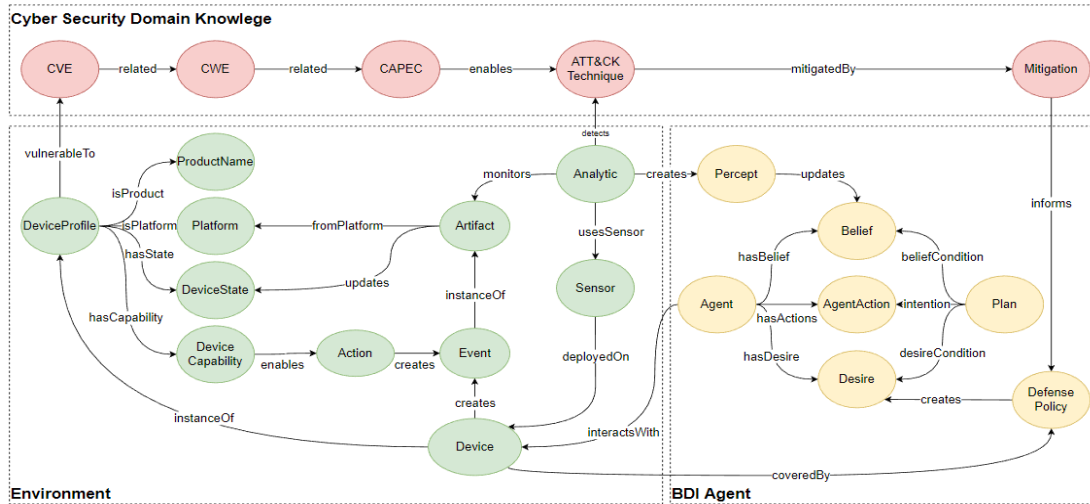 Cyber Security Domain Knowlege
CVE
related
CWE
related
CAPEC
enables
ATT&CK
Technique
mitigatedBy
Mitigation
vulnerableTo
detects
ProductName
isProduct
monitors
Analytic
creates
Percept
updates
informs
DeviceProfile
isPlatform
Platform
fromPlatform
Artifact
usesSensor
Belief
hasState
hasBelief
beliefCondition
DeviceState
updates
instanceOf
Sensor
Agent
AgentAction
intention
Plan
hasCapability
hasActions
Device
Capability
enables
Action
creates
Event
deployedOn
hasDesire
desireCondition
Desire
creates
Defense
Policy
creates
instanceOf
Device
interactsWith
coveredBy
Environment
BDI Agent